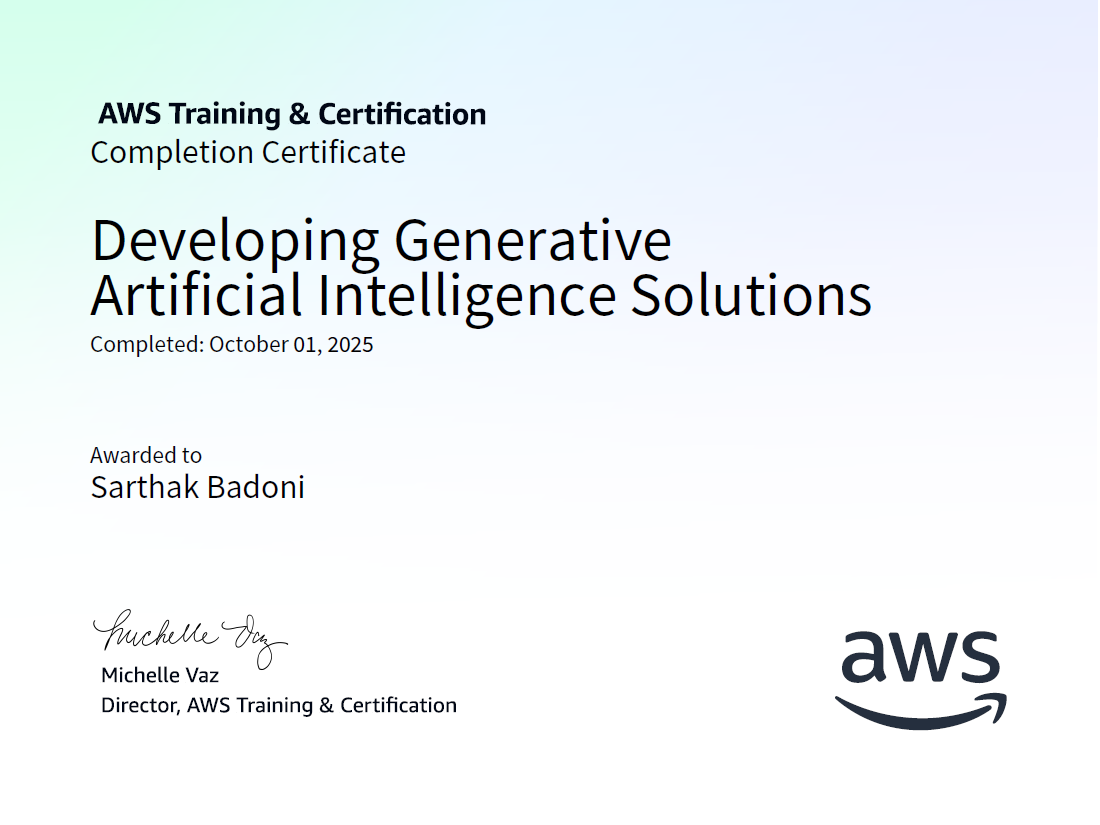 AWS Training & Certification
Completion Certificate
Developing Generative
Artificial Intelligence Solutions
Completed: October 01, 2025
Awarded to
Sarthak Badoni
Michelle Vaz
Michelle Vaz
Director, AWS Training & Certification
aws